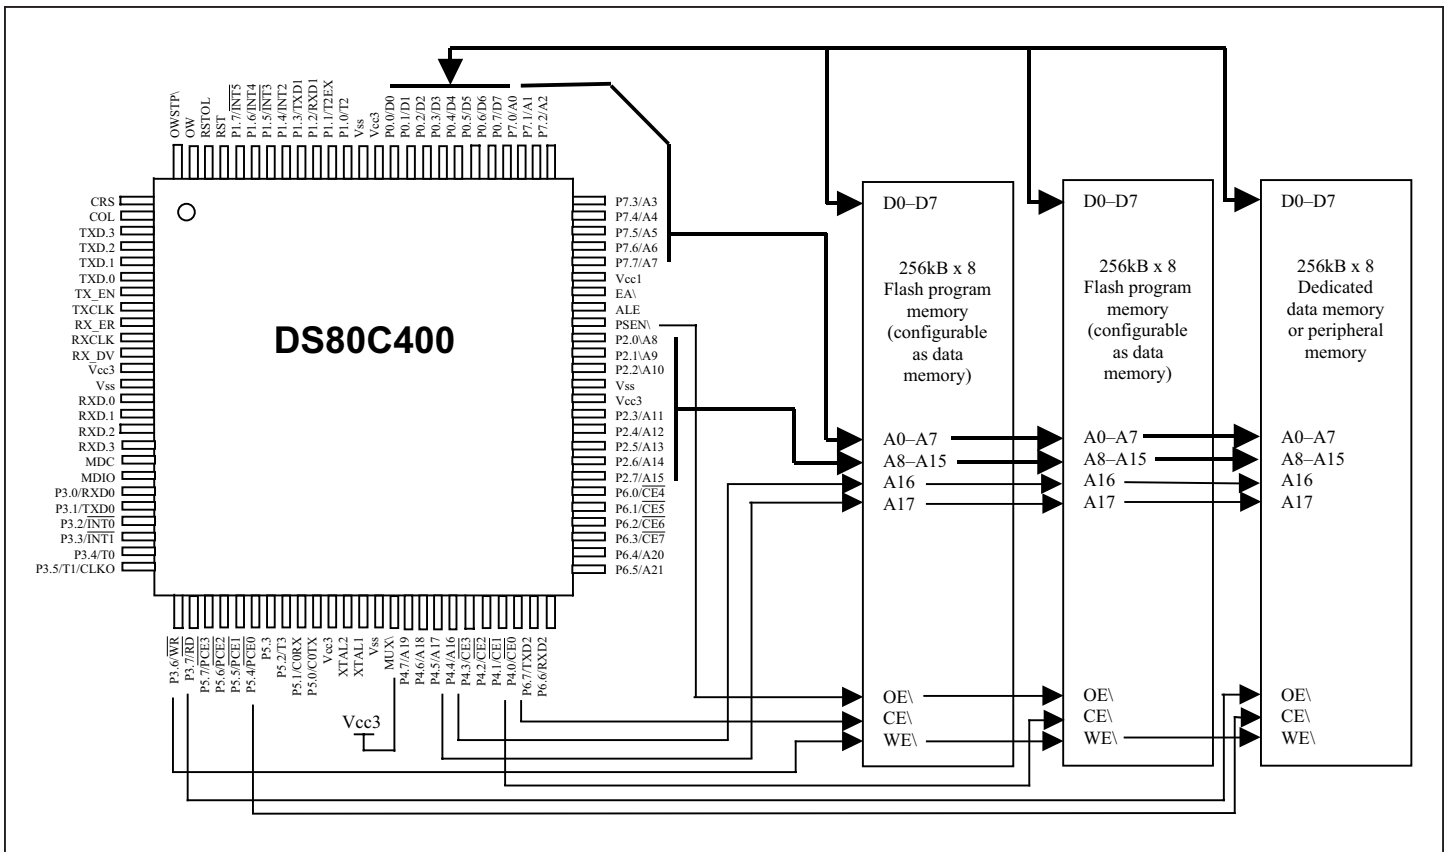 OWSTP\
OW
RSTOL
RST
P1.7/INT5
P1.6/INT4
P1.5/INT3
P1.4/INT2
P1.3/TXD1
P1.2/RXD1
P1.1/T2EX
P1.0/T2
Vss
Vcc3
P0.0/D0
P0.1/D1
P0.2/D2
P0.3/D3
P0.4/D4
P0.5/D5
P0.6/D6
P0.7/D7
P7.0/A0
P7.1/A1
P7.2/A2
CRS
COL
TXD.3
TXD.2
TXD.1
TXD.0
TX_EN
TXCLK
RX_ER
RXCLK
RX_DV
Vcc3
Vss
RXD.0
RXD.1
RXD.2
RXD.3
MDC
MDIO
P3.0/RXD0
P3.1/TXD0
P3.2/INT0
P3.3/INT1
P3.4/T0
P3.5/T1/CLKO
DS80C400
P7.3/A3
P7.4/A4
P7.5/A5
P7.6/A6
P7.7/A7
Vcc1
EA\
ALE
PSEN\
P2.0\A8
P2.1\A9
P2.2\A10
Vss
Vcc3
P2.3/A11
P2.4/A12
P2.5/A13
P2.6/A14
P2.7/A15
P6.0/CE4
P6.1/CE5
P6.2/CE6
P6.3/CE7
P6.4/A20
P6.5/A21
P3.6/WR
P3.7/RD
P5.7/PCE3
P5.6/PCE2
P5.5/PCE1
P5.4/PCE0
P5.3
P5.2/T3
P5.1/C0RX
P5.0/C0TX
Vcc3
XTAL2
XTAL1
Vss
MUX\
P4.7/A19
P4.6/A18
P4.5/A17
P4.4/A16
P4.3/CE3
P4.2/CE2
P4.1/CE1
P4.0/CE0
P6.7/TXD2
P6.6/RXD2
Vcc3
D0–D7
256kB x 8
Flash program
memory
(configurable
as data
memory)
A0–A7
A8–A15
A16
A17
OE\
CE\
WE\
D0–D7
256kB x 8
Flash program
memory
(configurable
as data
memory)
A0–A7
A8–A15
A16
A17
OE\
CE\
WE\
D0–D7
256kB x 8
Dedicated
data memory
or peripheral
memory
A0–A7
A8–A15
A16
A17
OE\
CE\
WE\